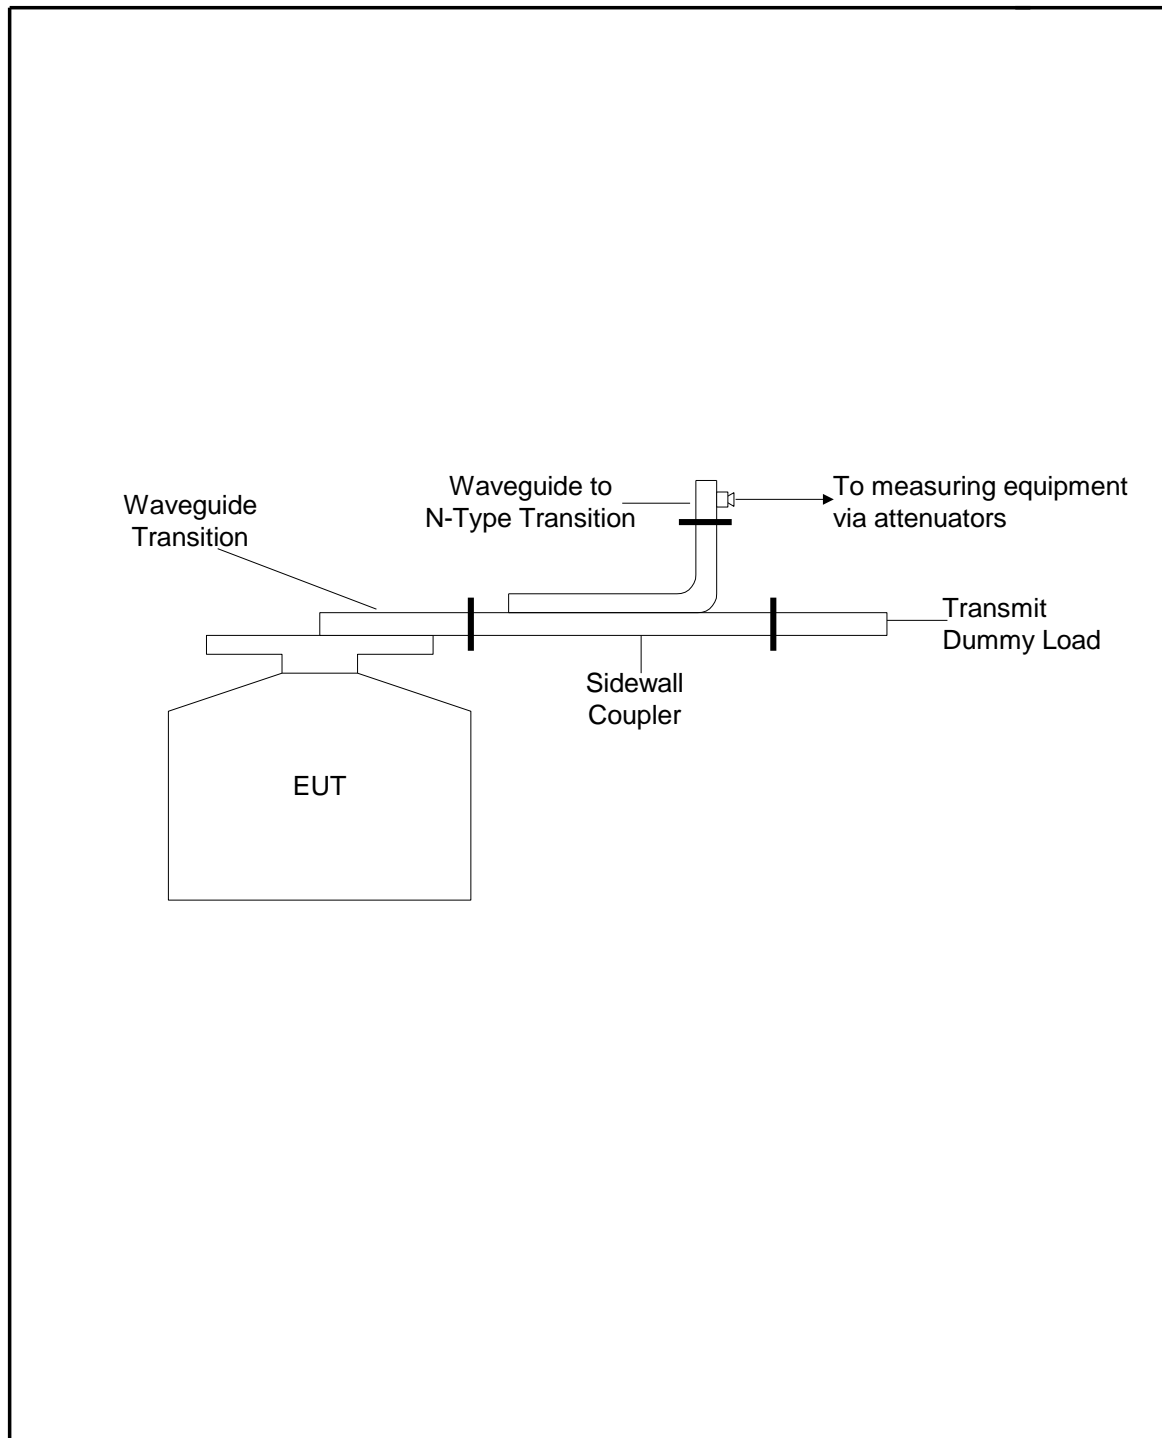 Waveguide
Transition
Waveguide to
N-Type Transition
To measuring equipment
via attenuators
Transmit
Dummy Load
Sidewall
Coupler
EUT